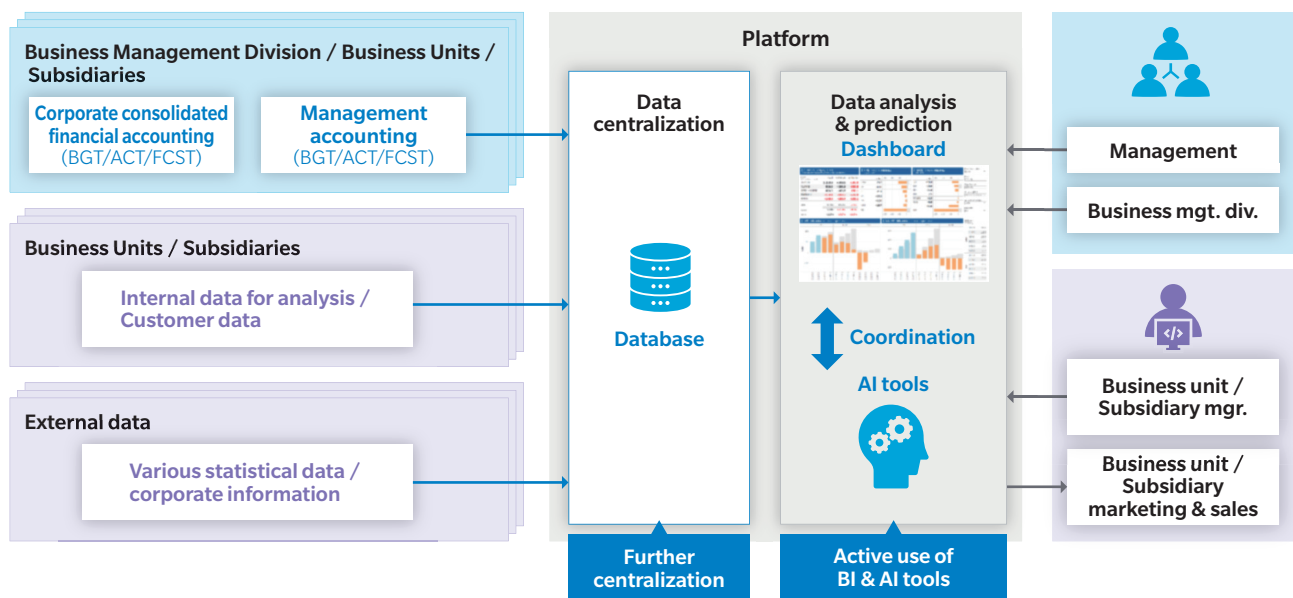 Business Management Division / Business Units /
Subsidiaries
Corporate consolidated
financial accounting
(BGT/ACT/FCST)
Management
accounting
(BGT/ACT/FCST)
Business Units / Subsidiaries
Internal data for analysis /
Customer data
External data
Various statistical data /
corporate information
Platform
Data
centralization
Database
Further
centralization
Data analysis
& prediction
Dashboard
Coordination
AI tools
Active use of
BI & AI tools
Management
Business mgt. div.
</>
Business unit /
Subsidiary mgr.
Business unit /
Subsidiary
marketing & sales